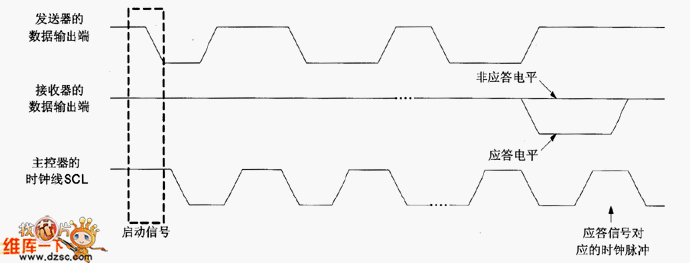 发送器的
数据输出端
接收器的
数据输出端
非应答电平
应答电平
主控器的
时钟线SCL
启动信号
应答信号对
应的时钟脉冲
维库一下
www.dzsc.com